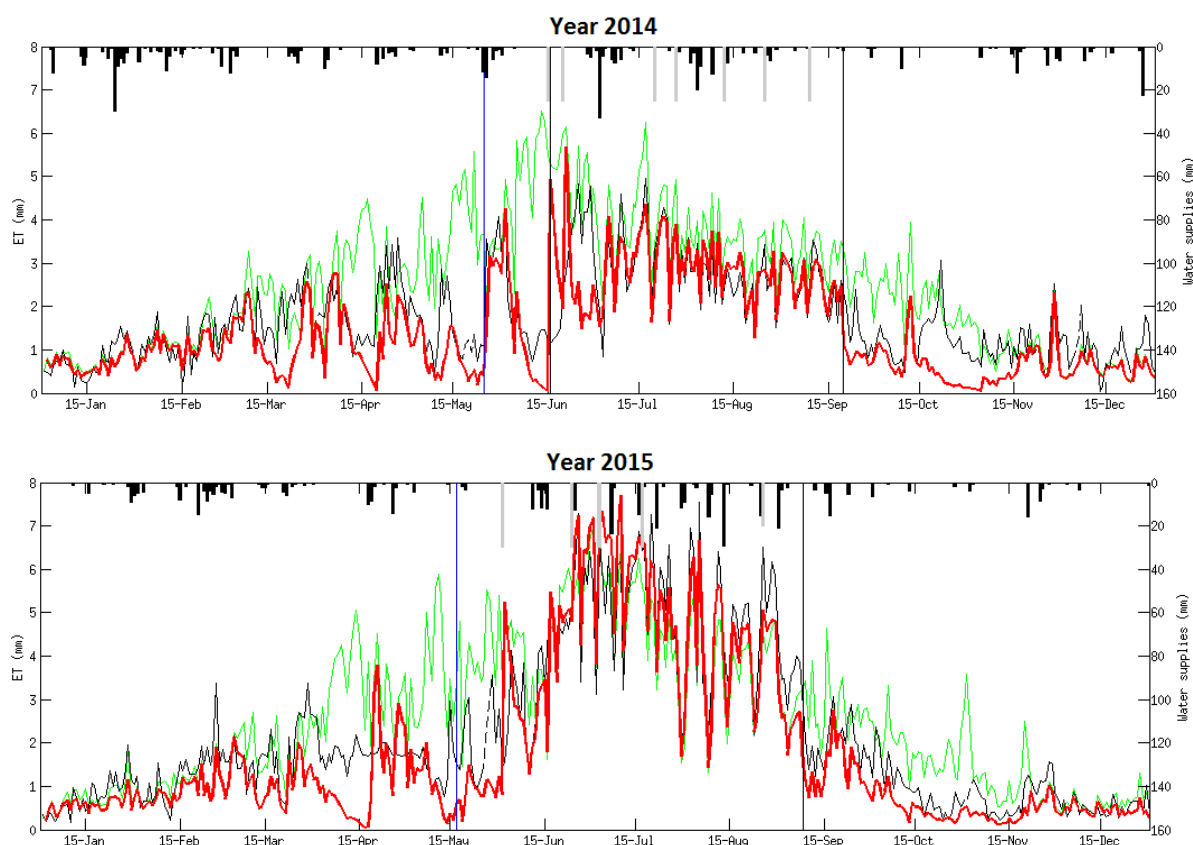 Year 2014
8 0
7 20
6 40
5 60
4 80
3 100
2 120
1 140
0 160
ET (mm)
Water supplies (mm)
15-Jan 15-Feb 15-Mar 15-Apr 15-May 15-Jun 15-Jul 15-Aug 15-Sep 15-Oct 15-Nov 15-Dec
Year 2015
8 0
7 20
6 40
5 60
4 80
3 100
2 120
1 140
0 160
ET (mm)
Water supplies (mm)
15-Jan 15-Feb 15-Mar 15-Apr 15-May 15-Jun 15-Jul 15-Aug 15-Sep 15-Oct 15-Nov 15-Dec